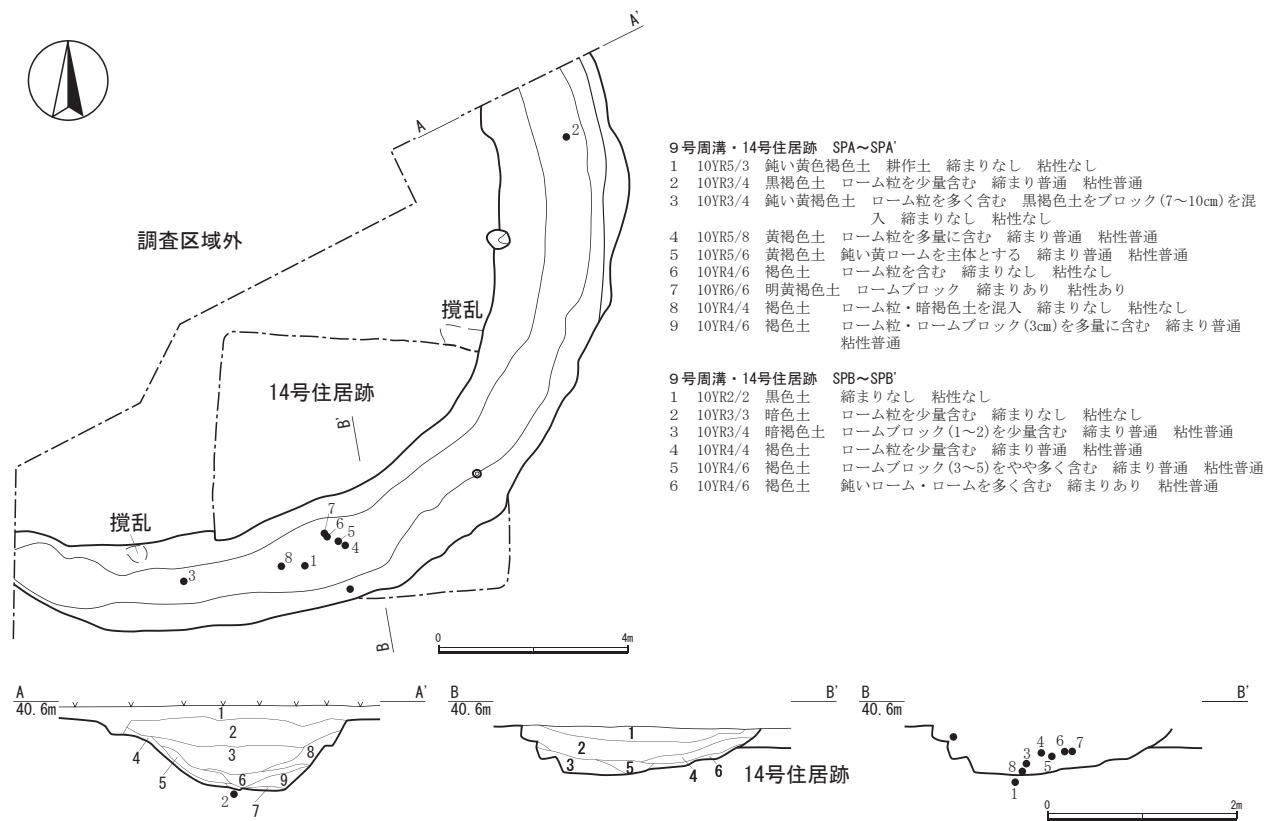 A'
A
2
調査区域外
撹乱
14号住居跡
B'
撹乱
7
6
5
4
8
1
3
B
0
4m
９号周溝・14号住居跡　SPA～SPA'
1　10YR5/3　鈍い黄色褐色土　耕作土　締まりなし　粘性なし
2　10YR3/4　黒褐色土　ローム粒を少量含む　締まり普通　粘性普通
3　10YR3/4　鈍い黄褐色土　ローム粒を多く含む　黒褐色土をブロック(7～10㎝)を混
入　締まりなし　粘性なし
4　10YR5/8　黄褐色土　ローム粒を多量に含む　締まり普通　粘性普通
5　10YR5/6　黄褐色土　鈍い黄ロームを主体とする　締まり普通　粘性普通
6　10YR4/6　褐色土　ローム粒を含む　締まりなし　粘性なし
7　10YR6/6　明黄褐色土　ロームブロック　締まりあり　粘性あり
8　10YR4/4　褐色土　ローム粒・暗褐色土を混入　締まりなし　粘性なし
9　10YR4/6　褐色土　ローム粒・ロームブロック(3㎝)を多量に含む　締まり普通
粘性普通
９号周溝・14号住居跡　SPB～SPB'
1　10YR2/2　黒色土　締まりなし　粘性なし
2　10YR3/3　暗色土　ローム粒を少量含む　締まりなし　粘性なし
3　10YR3/4　暗褐色土　ロームブロック(1～2)を少量含む　締まり普通　粘性普通
4　10YR4/4　褐色土　ローム粒を少量含む　締まり普通　粘性普通
5　10YR4/6　褐色土　ロームブロック(3～5)をやや多く含む　締まり普通　粘性普通
6　10YR4/6　褐色土　鈍いローム・ロームを多く含む　締まりあり　粘性普通
A
A'
40.6m
1
2
3
8
4
5
6
9
2
7
B
B'
40.6m
1
2
3
5
4
6
14号住居跡
B
B'
40.6m
4
6
7
3
8
5
1
0
2m